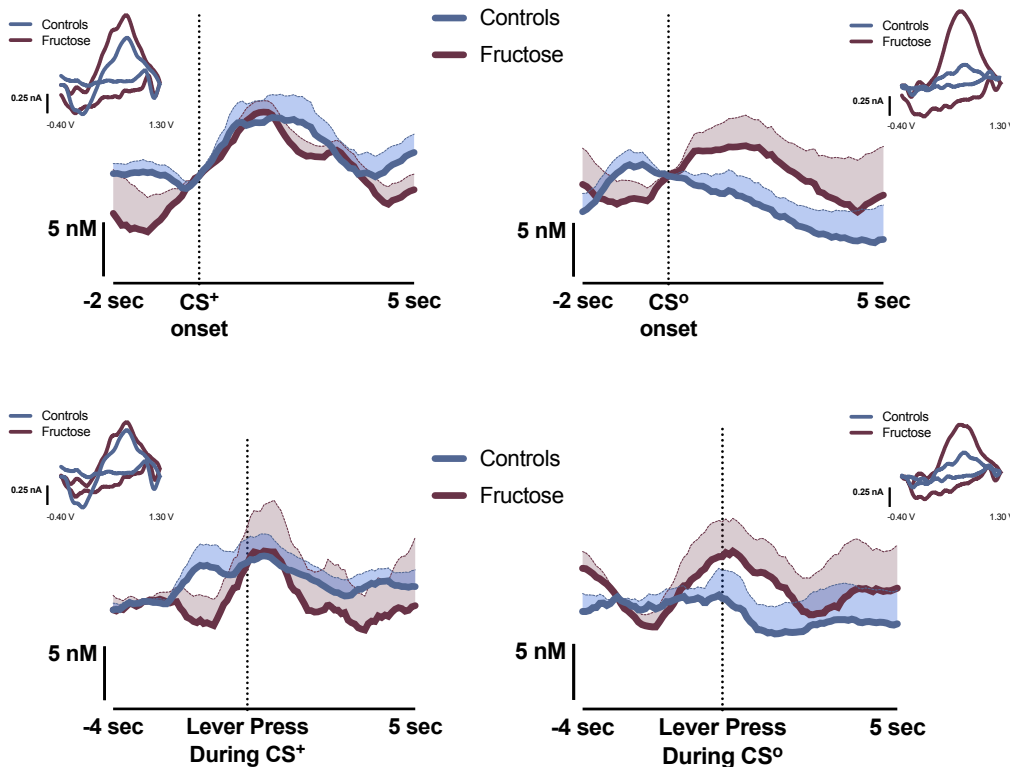 Controls
Fructose
0.25 nA
-0.40 V
1.30 V
Controls
Fructose
Controls
Fructose
0.25 nA
-0.40 V
1.30 V
5 nM
-2 sec
CS⁺
onset
5 sec
5 nM
-2 sec
CSᴼ
onset
5 sec
Controls
Fructose
0.25 nA
-0.40 V
1.30 V
Controls
Fructose
Controls
Fructose
0.25 nA
-0.40 V
1.30 V
5 nM
-4 sec
Lever Press
During CS⁺
5 sec
5 nM
-4 sec
Lever Press
During CSᴼ
5 sec